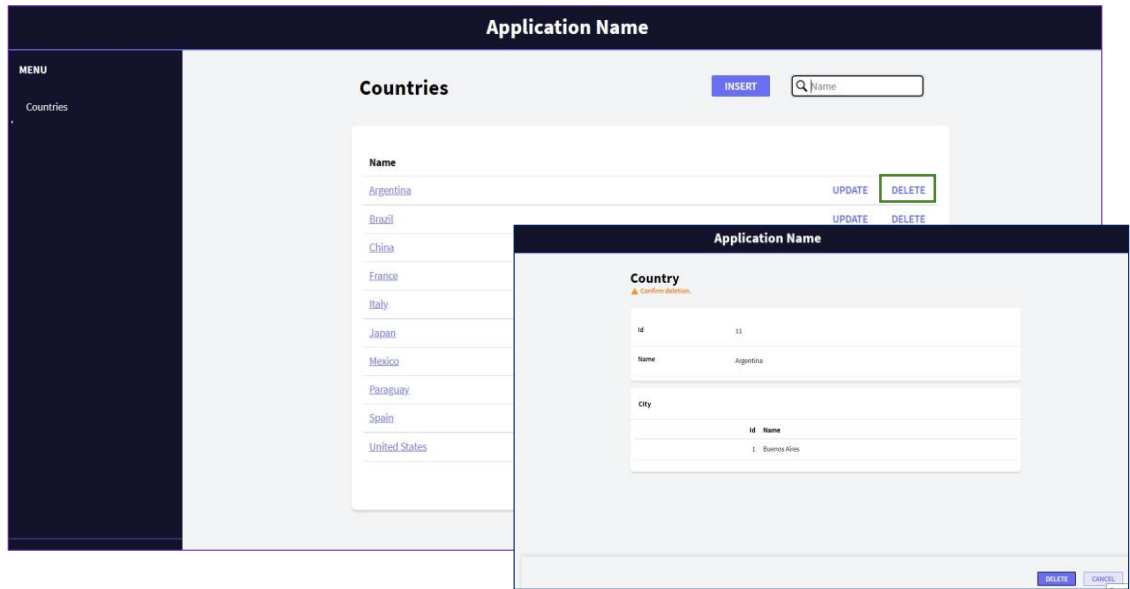 Application Name
MENU
Countries
Countries
INSERT
Name
Name
Argentina UPDATE DELETE
Brazil UPDATE DELETE
China
France
Italy
Japan
Mexico
Paraguay
Spain
United States
Application Name
Country
Confirm deletion.
Id 11
Name Argentina
City
Id Name
1 Buenos Aires
DELETE CANCEL